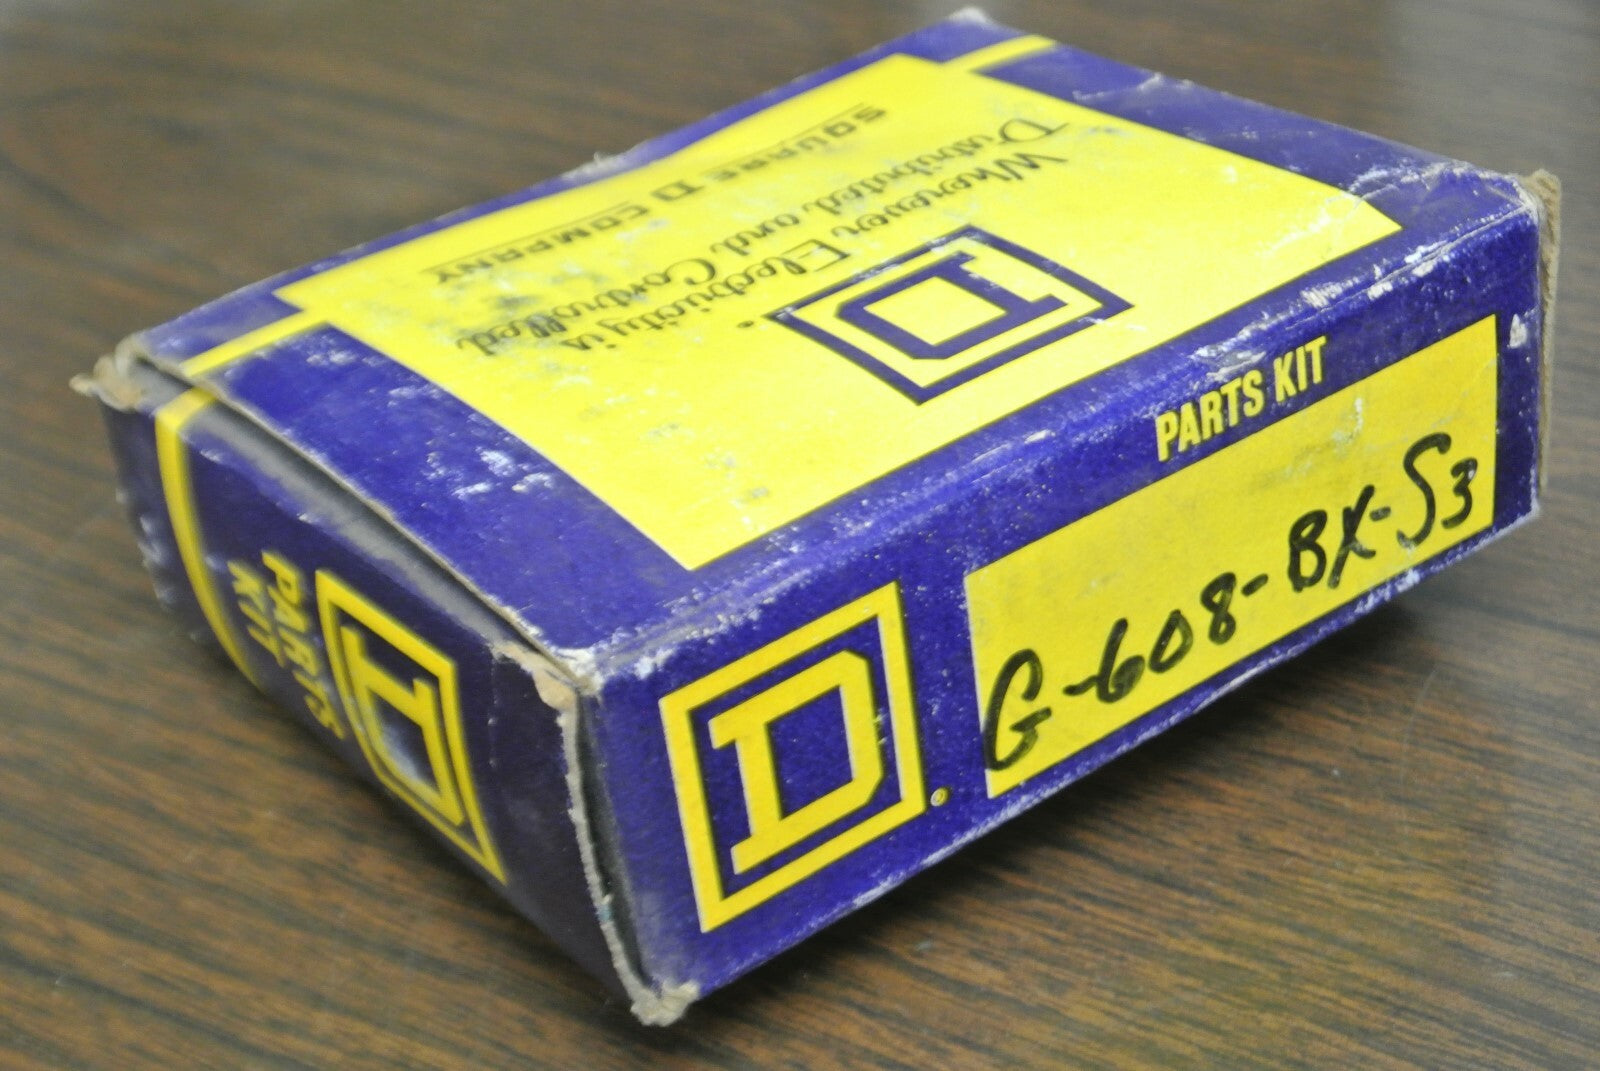 D
Wherever Electricity is
Distributed and Controlled
SQUARE D COMPANY
PARTS KIT
G-608-BX-S3
D
®
PARTS
KIT
D